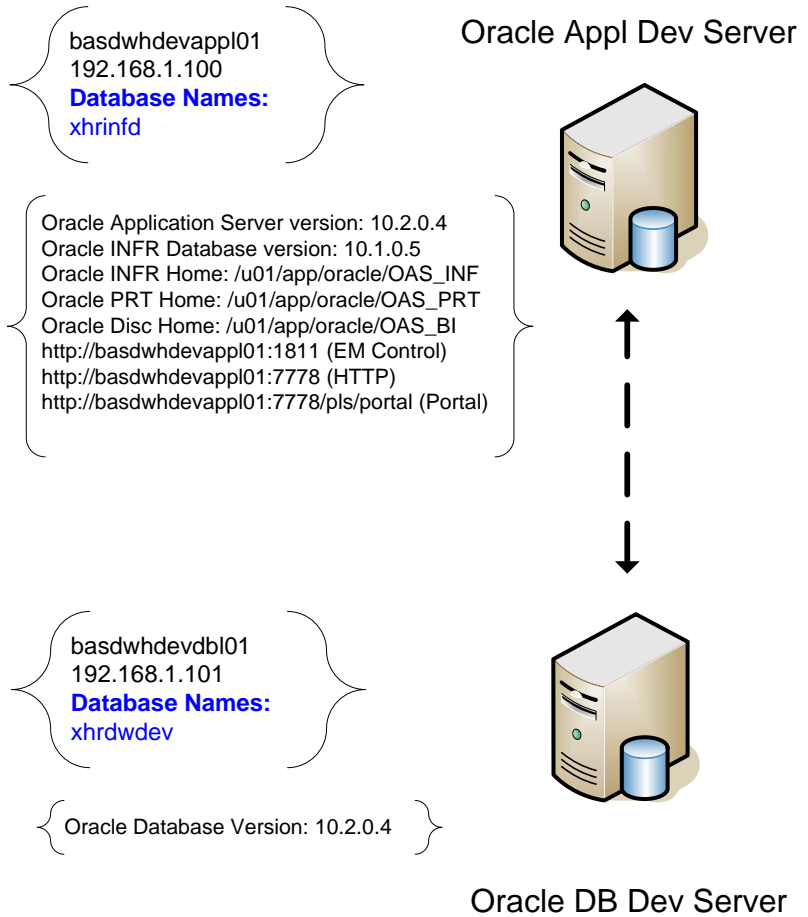 Oracle Appl Dev Server
basdwhdevappl01
192.168.1.100
Database Names:
xhrinfd
Oracle Application Server version: 10.2.0.4
Oracle INFR Database version: 10.1.0.5
Oracle INFR Home: /u01/app/oracle/OAS_INF
Oracle PRT Home: /u01/app/oracle/OAS_PRT
Oracle Disc Home: /u01/app/oracle/OAS_BI
http://basdwhdevappl01:1811 (EM Control)
http://basdwhdevappl01:7778 (HTTP)
http://basdwhdevappl01:7778/pls/portal (Portal)
basdwhdevdbl01
192.168.1.101
Database Names:
xhrdwdev
Oracle Database Version: 10.2.0.4
Oracle DB Dev Server